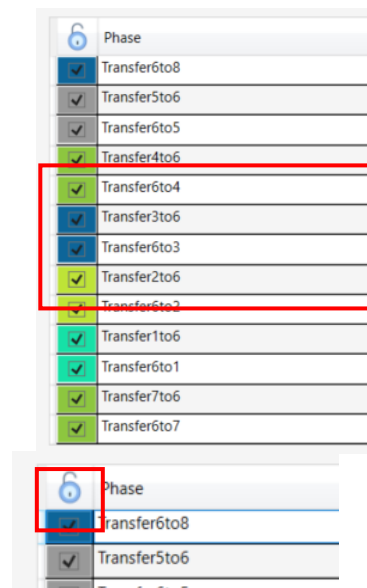 Phase
Transfer6to8
Transfer5to6
Transfer6to5
Transfer4to6
Transfer6to4
Transfer3to6
Transfer6to3
Transfer2to6
Transfer6to2
Transfer1to6
Transfer6to1
Transfer7to6
Transfer6to7
Phase
Transfer6to8
Transfer5to6